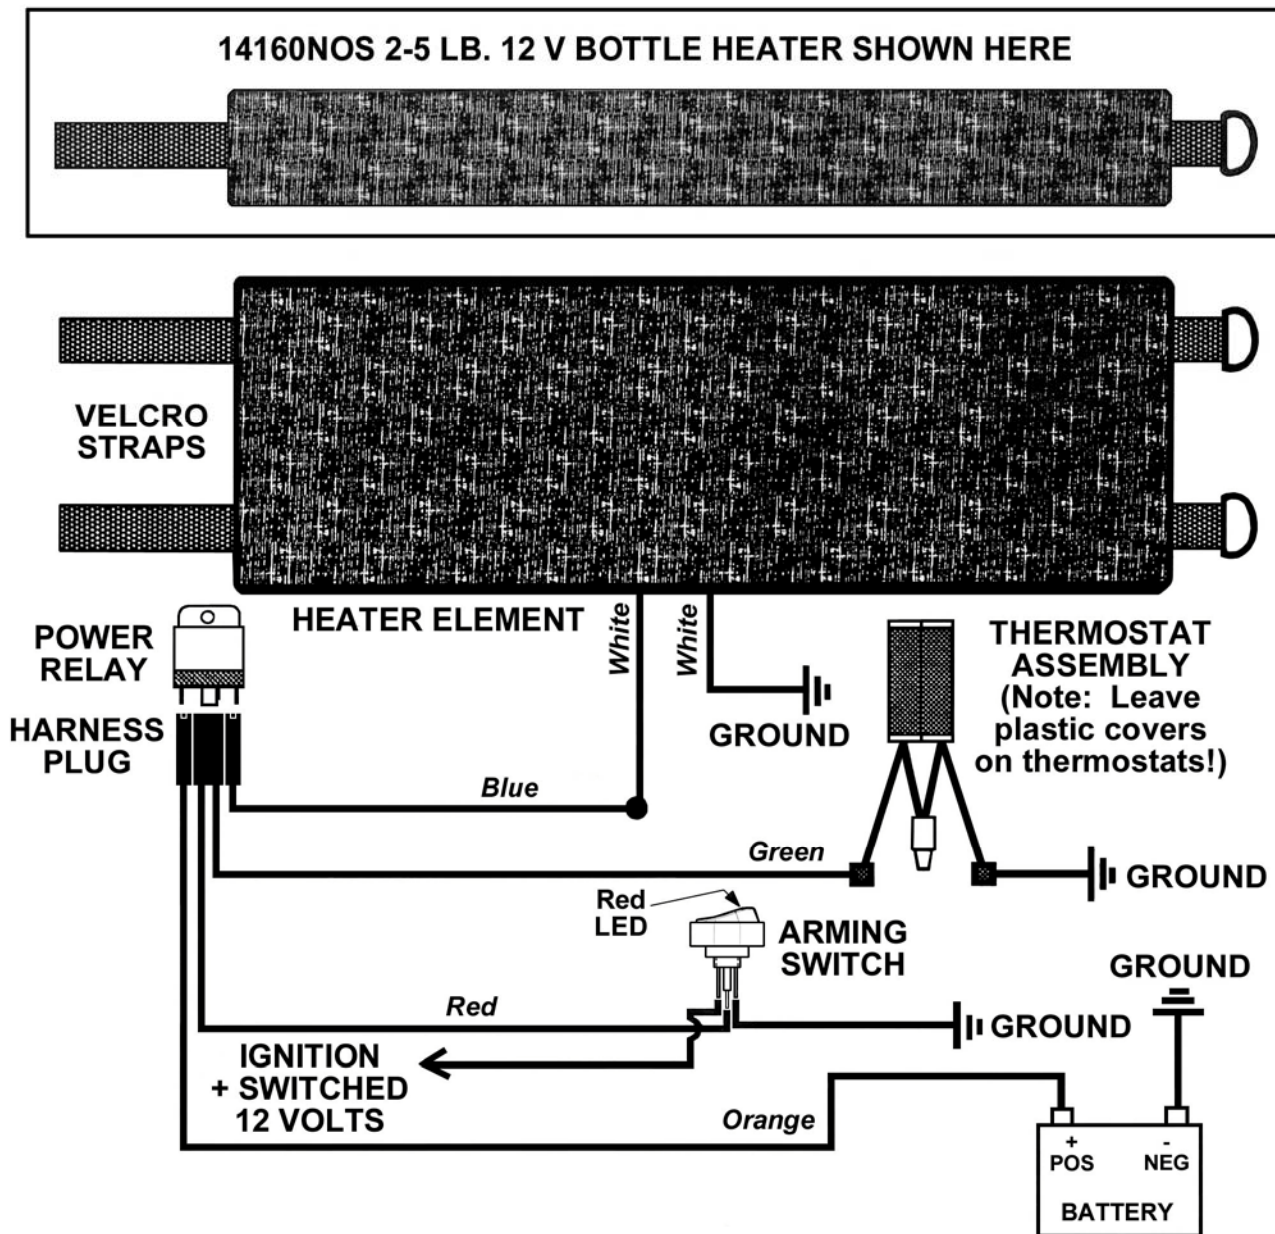 14160NOS 2-5 LB. 12 V BOTTLE HEATER SHOWN HERE
VELCRO
STRAPS
HEATER ELEMENT
White
White
POWER
RELAY
HARNESS
PLUG
GROUND
THERMOSTAT
ASSEMBLY
(Note: Leave
plastic covers
on thermostats!)
Blue
Green
GROUND
Red
LED
ARMING
SWITCH
GROUND
Red
GROUND
IGNITION
+ SWITCHED
12 VOLTS
Orange
+
POS
-
NEG
BATTERY